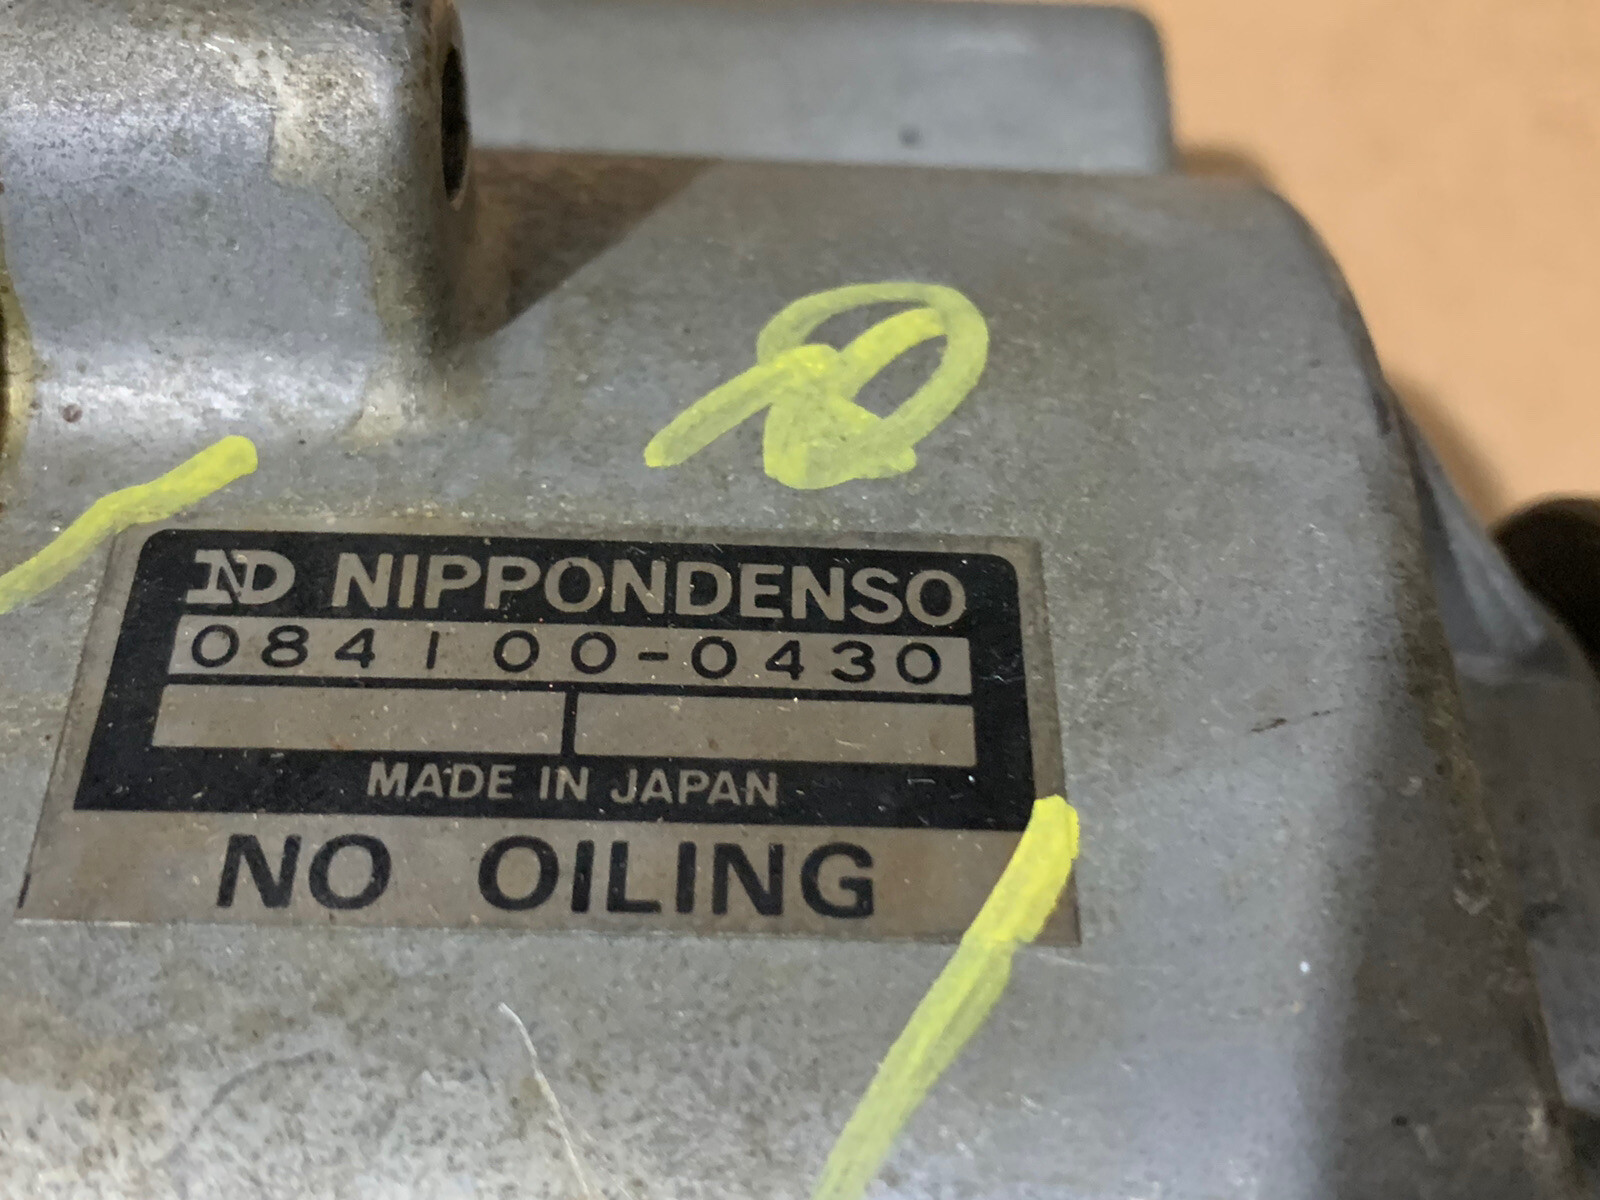 ND NIPPONDENSO
084100-0430
MADE IN JAPAN
NO OILING